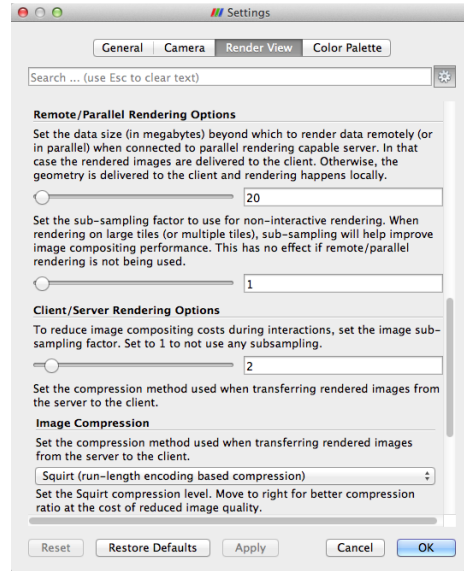 Settings
General Camera Render View Color Palette
Search ... (use Esc to clear text)
Remote/Parallel Rendering Options
Set the data size (in megabytes) beyond which to render data remotely (or
in parallel) when connected to parallel rendering capable server. In that
case the rendered images are delivered to the client. Otherwise, the
geometry is delivered to the client and rendering happens locally.
20
Set the sub-sampling factor to use for non-interactive rendering. When
rendering on large tiles (or multiple tiles), sub-sampling will help improve
image compositing performance. This has no effect if remote/parallel
rendering is not being used.
1
Client/Server Rendering Options
To reduce image compositing costs during interactions, set the image sub-
sampling factor. Set to 1 to not use any subsampling.
2
Set the compression method used when transferring rendered images from
the server to the client.
Image Compression
Set the compression method used when transferring rendered images
from the server to the client.
Squirt (run-length encoding based compression)
Set the Squirt compression level. Move to right for better compression
ratio at the cost of reduced image quality.
Reset Restore Defaults Apply Cancel OK